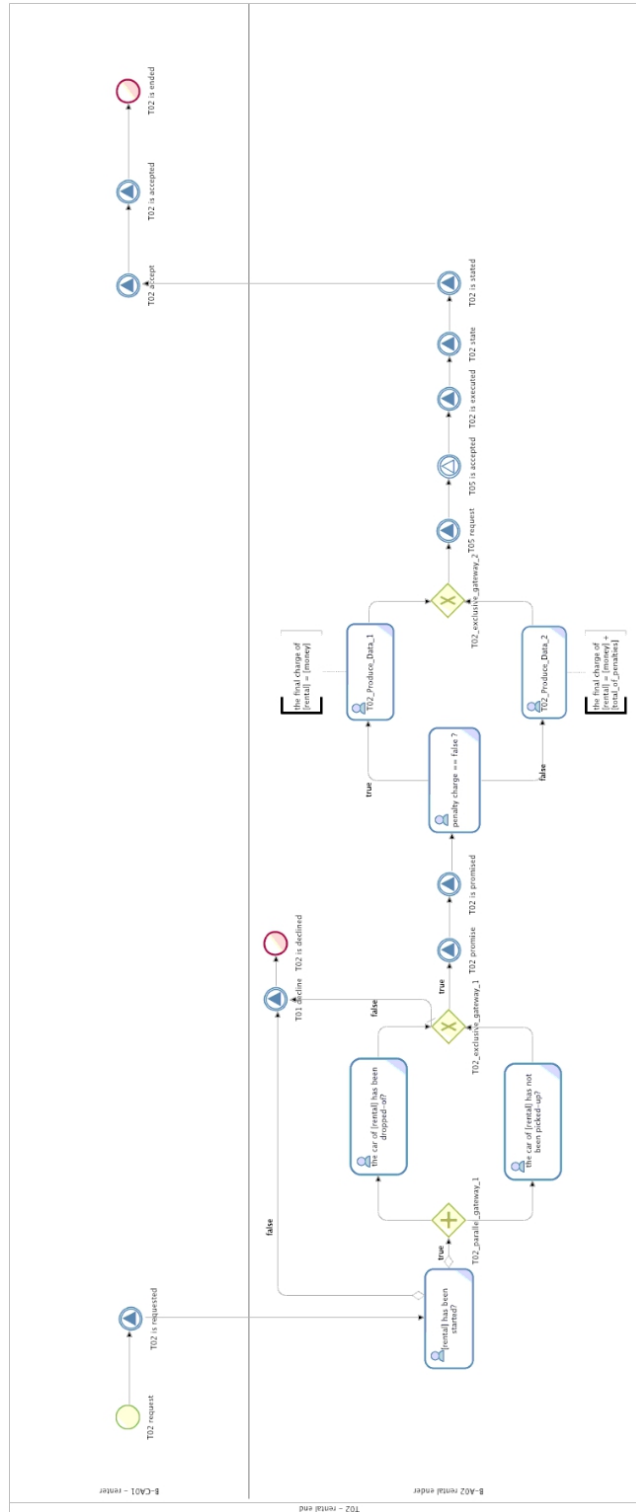 T02 - rental end
B-CA01 - renter
T02 request
T02 is requested
T02 accept
T02 is accepted
T02 is ended
B-A02 rental ender
[rental] has been
started?
false
true
T02_parallel_gateway_1
the car of [rental] has been
dropped-of?
the car of [rental] has not
been picked-up?
T02_exclusive_gateway_1
false
true
T01 decline
T02 is declined
T02 promise
T02 is promised
penalty charge == false ?
true
false
the final charge of
[rental] = [money]
T02_Produce_Data_1
T02_Produce_Data_2
the final charge of
[rental] = [money] +
[total_of_penalties]
T02_exclusive_gateway_2
T05 request
T05 is accepted
T02 is executed
T02 state
T02 is stated